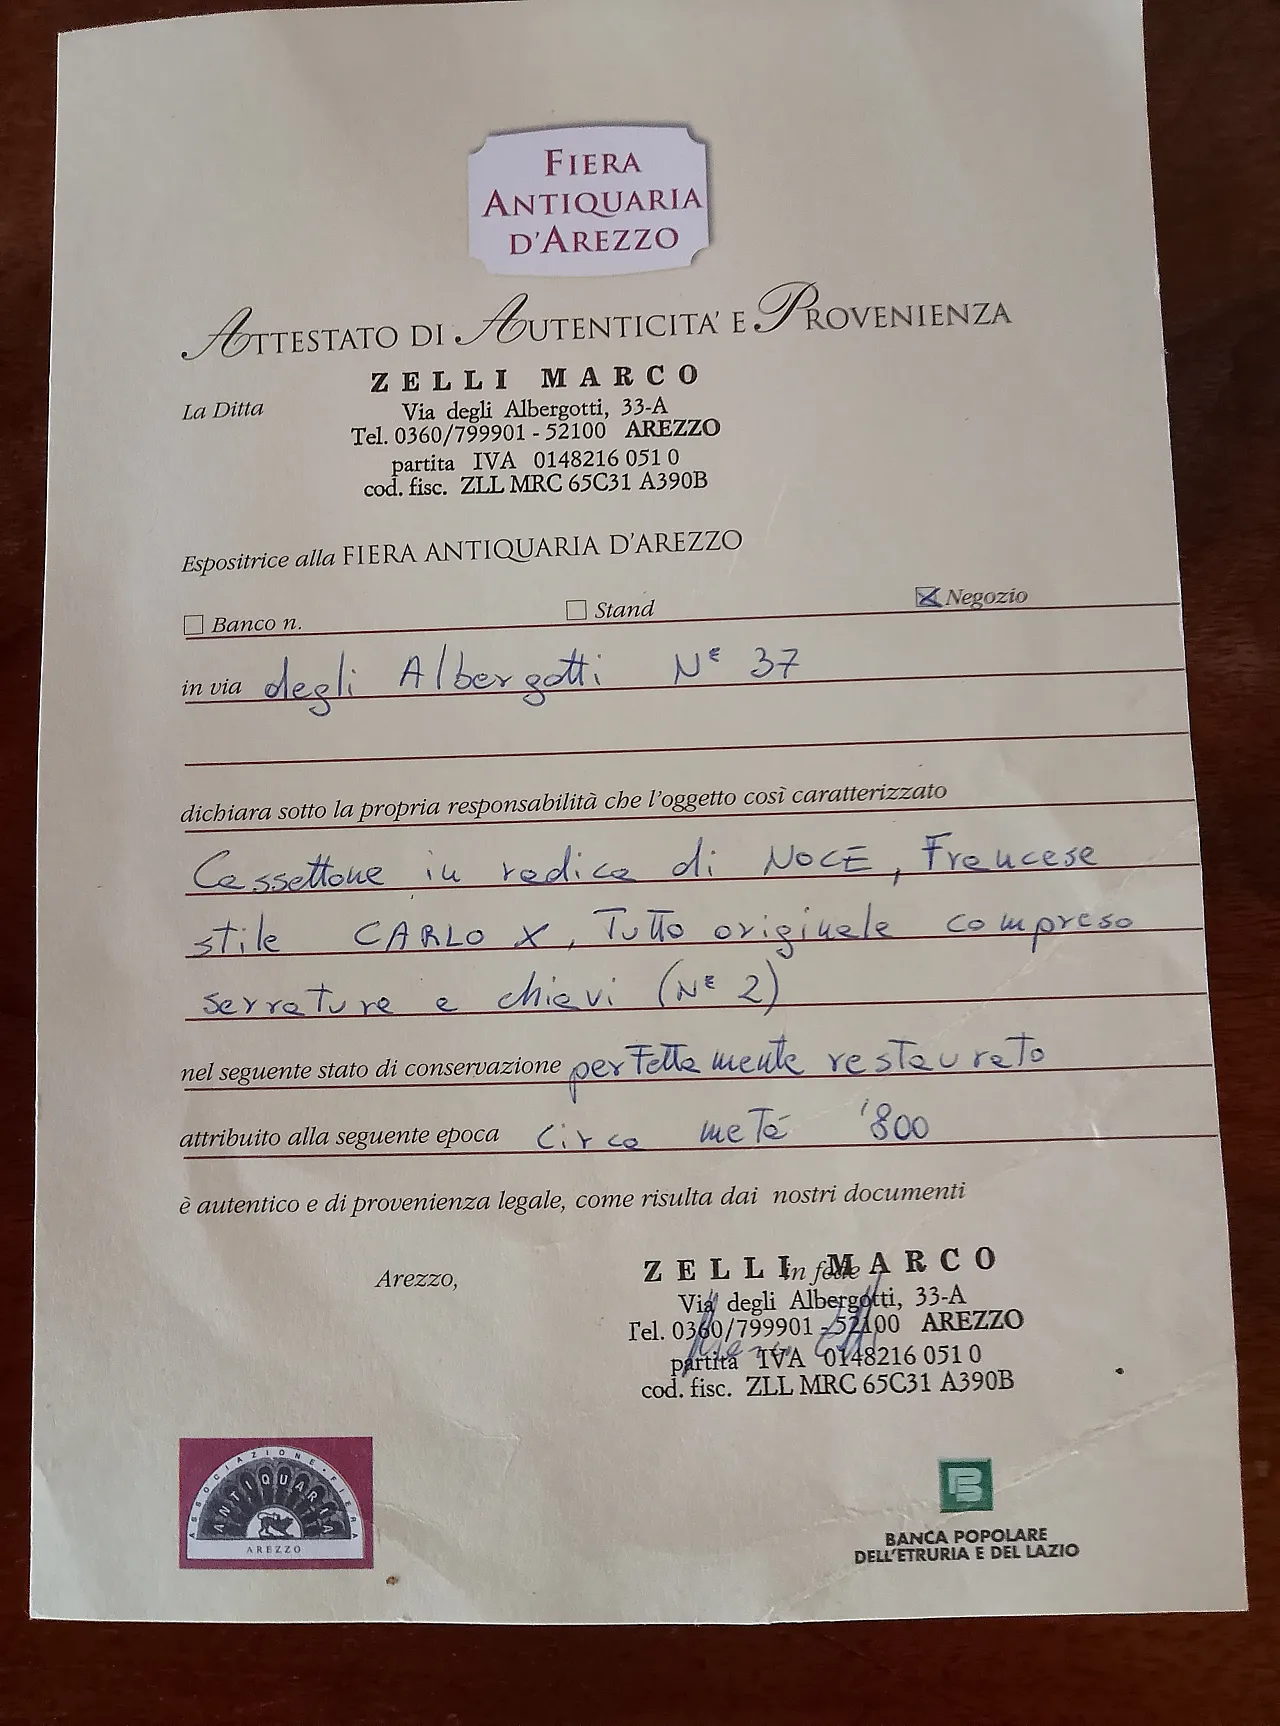 FIERA
ANTIQUARIA
D'AREZZO
ATTESTATO DI AUTENTICITA' E PROVENIENZA
ZELLI MARCO
La Ditta
Via degli Albergotti, 33-A
Tel. 0360/799901 - 52100 AREZZO
partita IVA 0148216 051 0
cod. fisc. ZLL MRC 65C31 A390B
Espositrice alla FIERA ANTIQUARIA D'AREZZO
Banco n. Stand Negozio
in via degli Albergotti N° 37
dichiara sotto la propria responsabilità che l'oggetto così caratterizzato
Cassettone in radica di NOCE, Francese
stile CARLO X, Tutto originale compreso
serrature e chiavi (N° 2)
nel seguente stato di conservazione perfettamente restaurato
attribuito alla seguente epoca circa metà '800
è autentico e di provenienza legale, come risulta dai nostri documenti
Arezzo,
In fede
ZELLI MARCO
Via degli Albergotti, 33-A
Tel. 0360/799901 - 52100 AREZZO
partita IVA 0148216 051 0
cod. fisc. ZLL MRC 65C31 A390B
ASSOCIAZIONE FIERA
ANTIQUARIA
AREZZO
BANCA POPOLARE
DELL'ETRURIA E DEL LAZIO